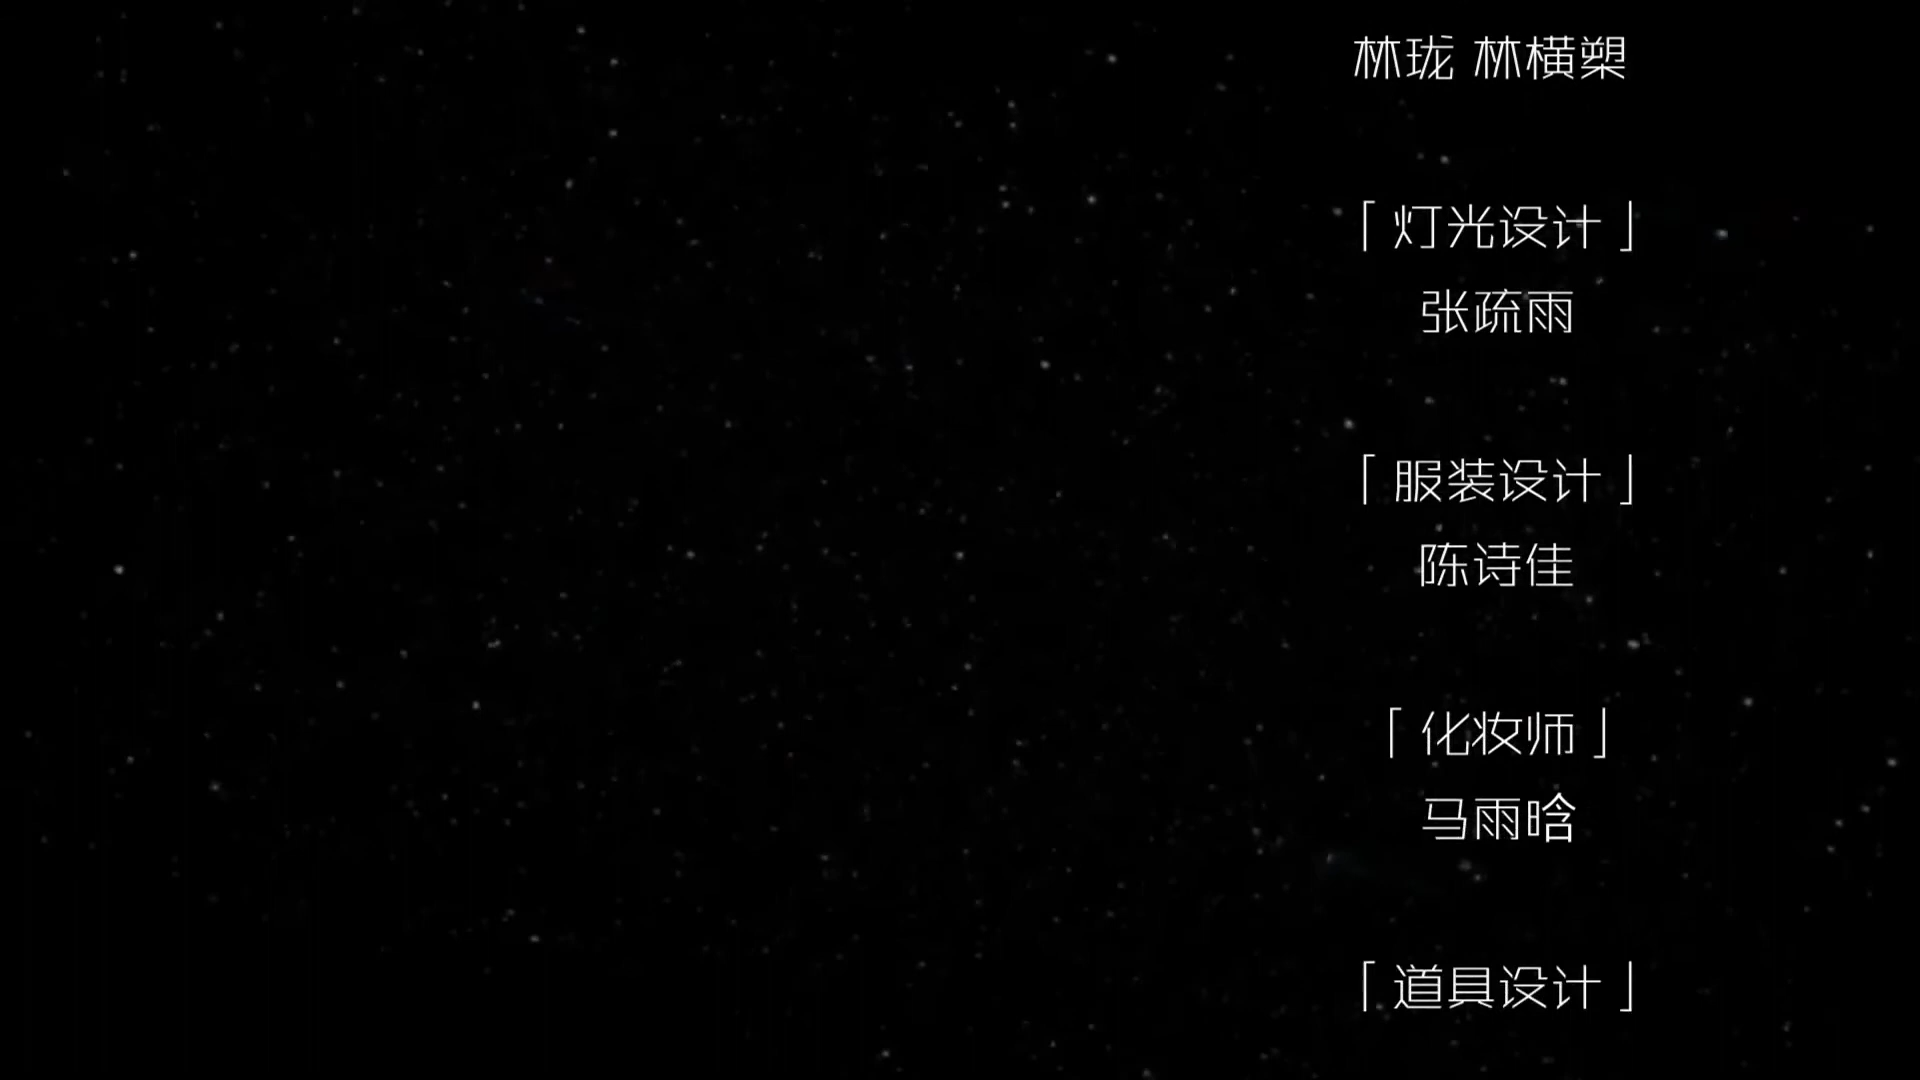 林珑 林横槊
「灯光设计」
张疏雨
「服装设计」
陈诗佳
「化妆师」
马雨晗
「道具设计」